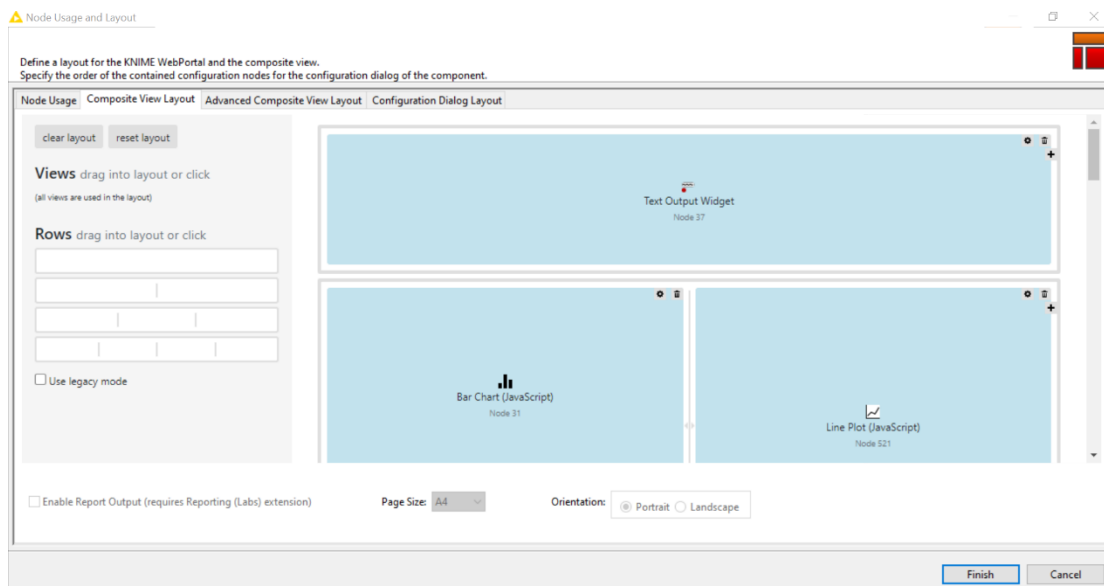 Node Usage and Layout
Define a layout for the KNIME WebPortal and the composite view.
Specify the order of the contained configuration nodes for the configuration dialog of the component.
Node Usage Composite View Layout Advanced Composite View Layout Configuration Dialog Layout
clear layout reset layout
Views drag into layout or click
(all views are used in the layout)
Rows drag into layout or click
Use legacy mode
Text Output Widget
Node 37
Bar Chart (JavaScript)
Node 31
Line Plot (JavaScript)
Node 521
Enable Report Output (requires Reporting (Labs) extension) Page Size: A4 Orientation: Portrait Landscape
Finish Cancel